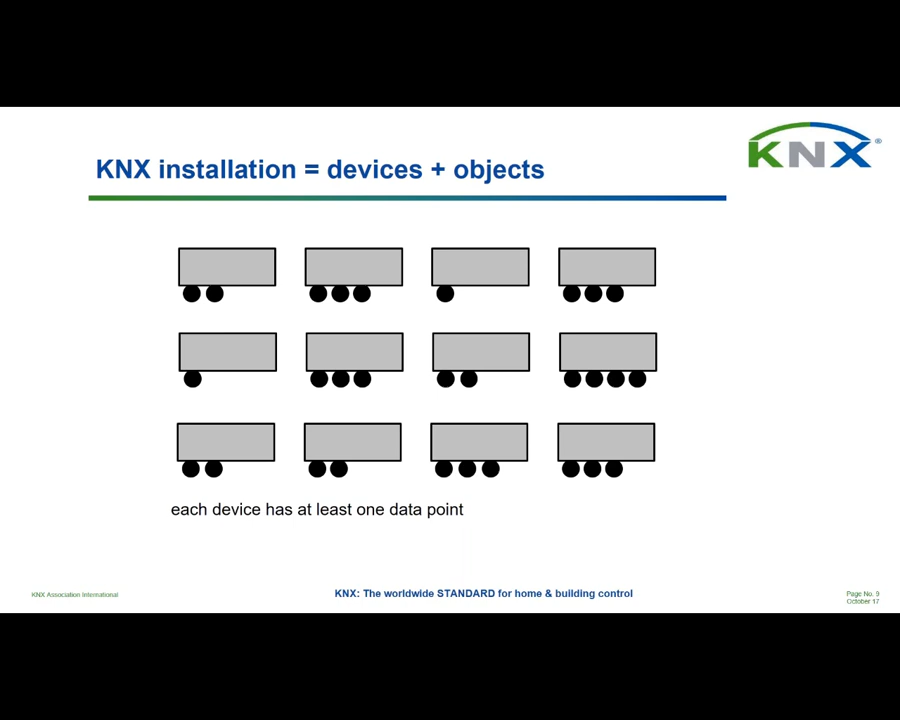 KNX installation = devices + objects
KNX®
each device has at least one data point
KNX Association International
KNX: The worldwide STANDARD for home & building control
Page No. 9
October 17